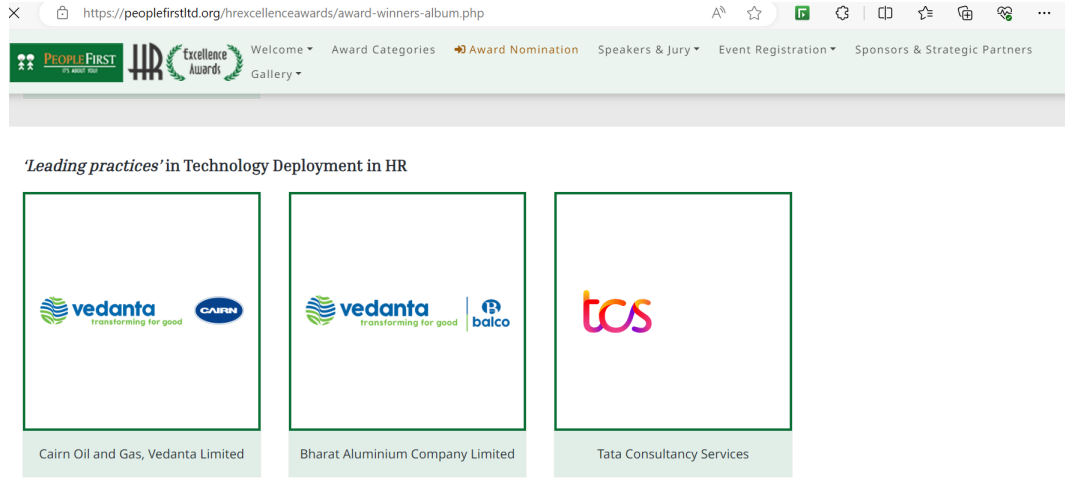 https://peoplefirstltd.org/hrexcellenceawards/award-winners-album.php
PEOPLEFIRST
IT'S ABOUT YOU!
HR
Excellence
Awards
Welcome Award Categories Award Nomination Speakers & Jury Event Registration Sponsors & Strategic Partners
Gallery
'Leading practices' in Technology Deployment in HR
vedanta
transforming for good
CAIRN
vedanta
transforming for good
B
balco
tcs
Cairn Oil and Gas, Vedanta Limited
Bharat Aluminium Company Limited
Tata Consultancy Services